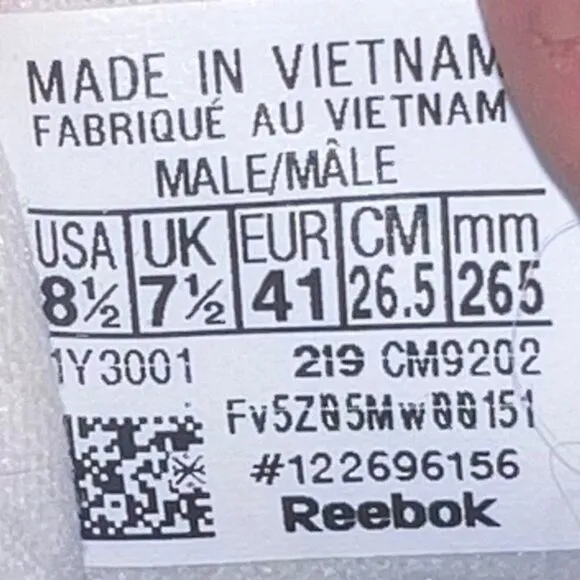 MADE IN VIETNAM
FABRIQUÉ AU VIETNAM
MALE/MÂLE
USA UK EUR CM mm
8½ 7½ 41 26.5 265
1Y3001 219 CM9202
Fv5Z05Mw00151
#122696156
Reebok